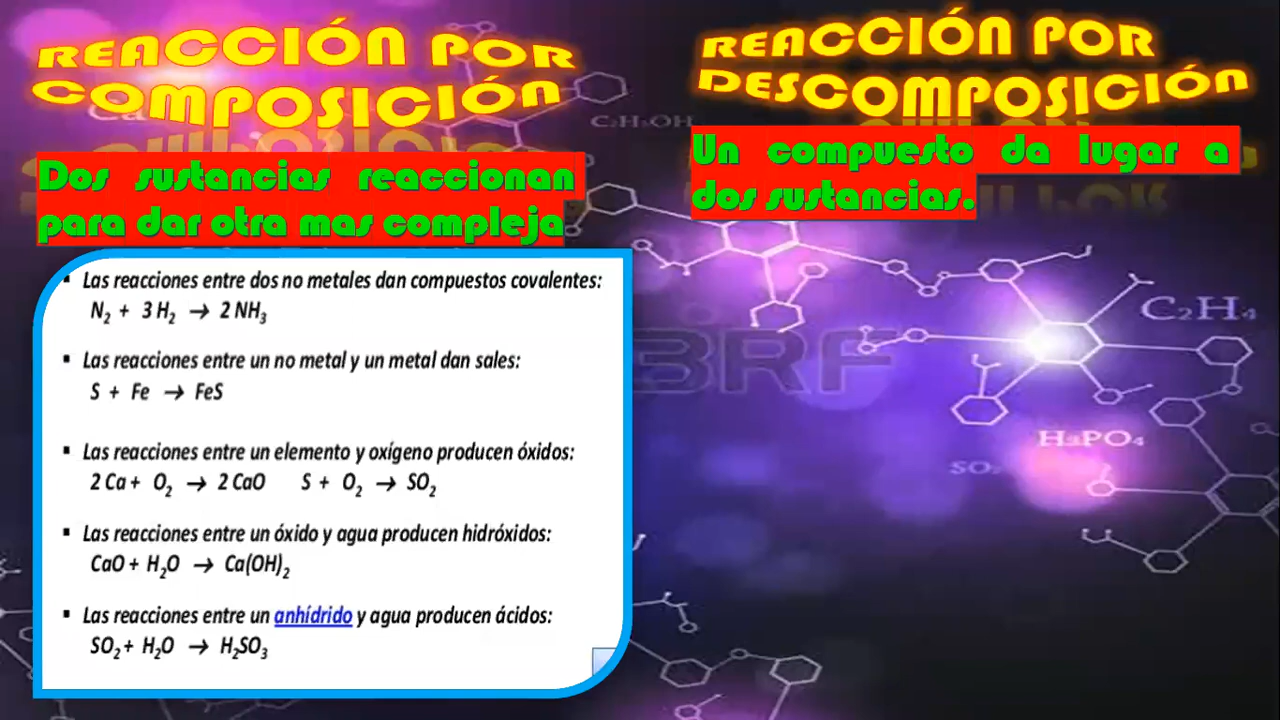 REACCIÓN POR
COMPOSICIÓN
Dos sustancias reaccionan
para dar otra mas compleja
▪ Las reacciones entre dos no metales dan compuestos covalentes:
N₂ + 3 H₂ → 2 NH₃
▪ Las reacciones entre un no metal y un metal dan sales:
S + Fe → FeS
▪ Las reacciones entre un elemento y oxígeno producen óxidos:
2 Ca + O₂ → 2 CaO S + O₂ → SO₂
▪ Las reacciones entre un óxido y agua producen hidróxidos:
CaO + H₂O → Ca(OH)₂
▪ Las reacciones entre un anhídrido y agua producen ácidos:
SO₂ + H₂O → H₂SO₃
REACCIÓN POR
DESCOMPOSICIÓN
Un compuesto da lugar a
dos sustancias.
C₂H₅OH
C₂H₄
3RF
H₃PO₄
SO₂